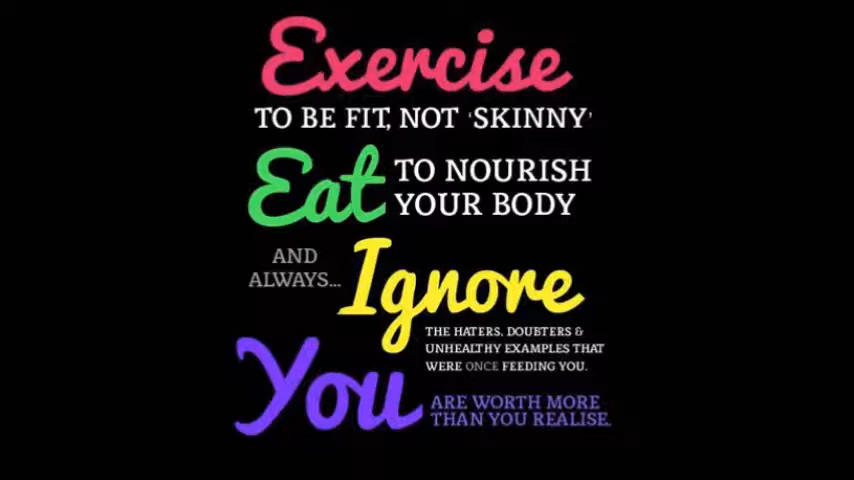 Exercise
TO BE FIT, NOT ‘SKINNY’
Eat TO NOURISH
YOUR BODY
AND
ALWAYS... Ignore
THE HATERS, DOUBTERS &
UNHEALTHY EXAMPLES THAT
WERE ONCE FEEDING YOU.
You ARE WORTH MORE
THAN YOU REALISE.